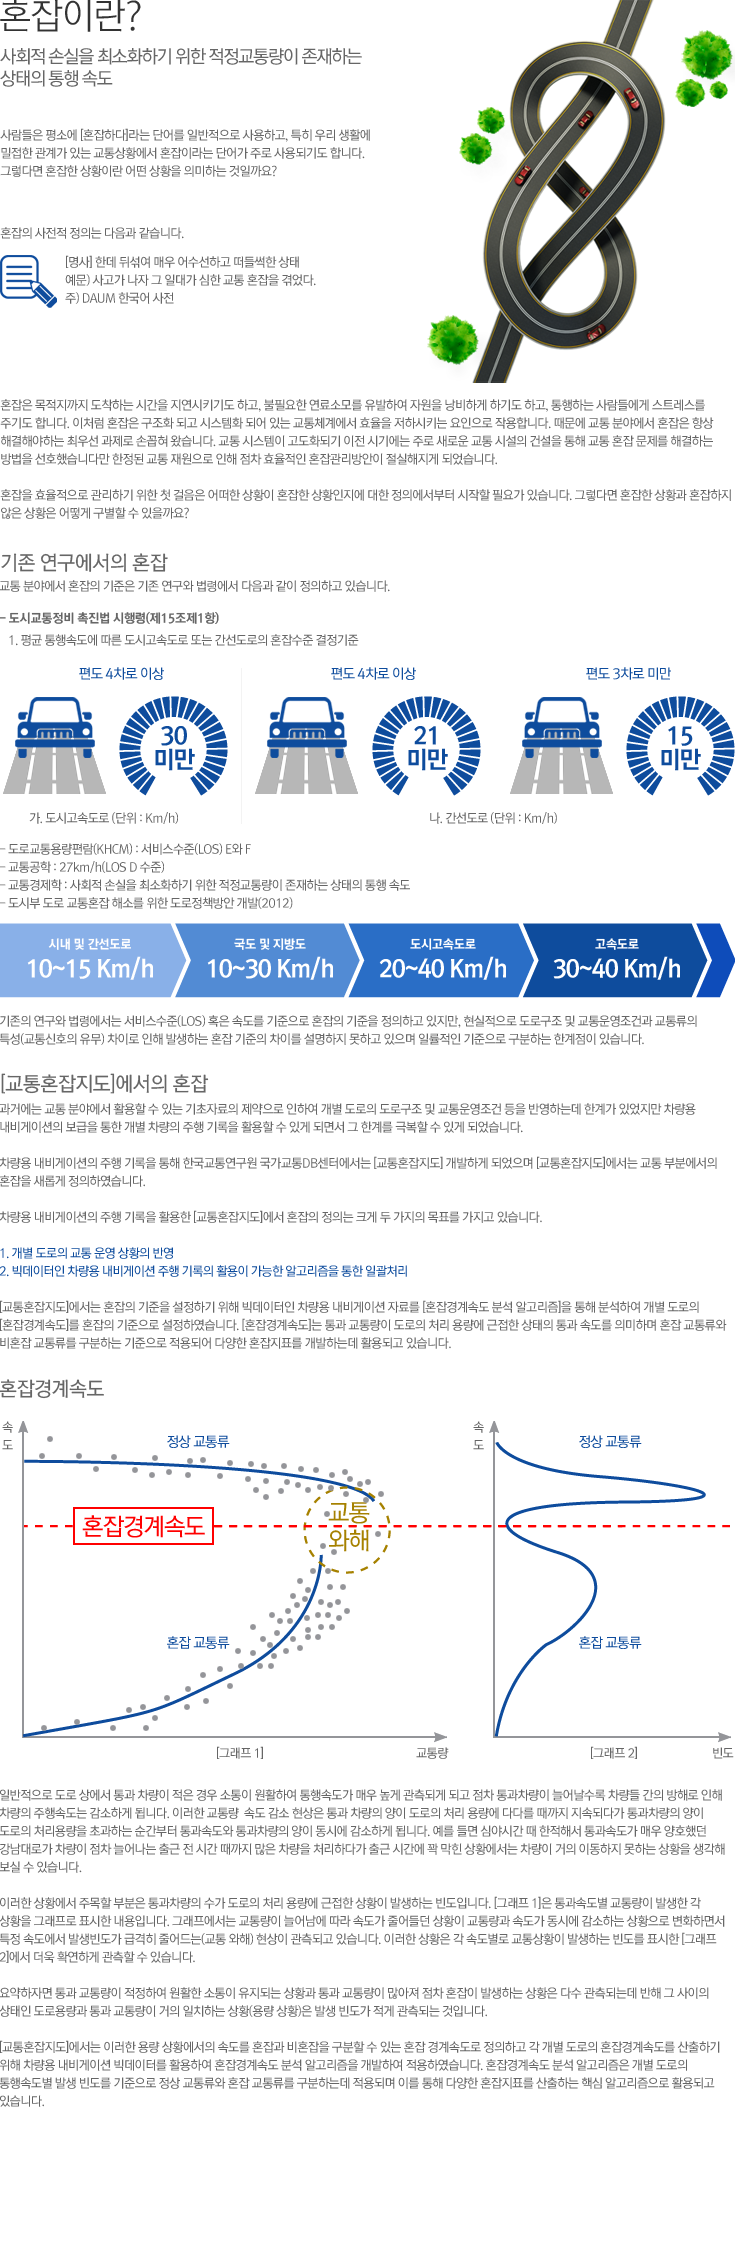 혼잡이란?
사회적 손실을 최소화하기 위한 적정교통량이 존재하는
상태의 통행 속도
사람들은 평소에 [혼잡하다]라는 단어를 일반적으로 사용하고, 특히 우리 생활에
밀접한 관계가 있는 교통상황에서 혼잡이라는 단어가 주로 사용되기도 합니다.
그렇다면 혼잡한 상황이란 어떤 상황을 의미하는 것일까요?
혼잡의 사전적 정의는 다음과 같습니다.
[명사] 한데 뒤섞여 매우 어수선하고 떠들썩한 상태
예문) 사고가 나자 그 일대가 심한 교통 혼잡을 겪었다.
주) DAUM 한국어 사전
혼잡은 목적지까지 도착하는 시간을 지연시키기도 하고, 불필요한 연료소모를 유발하여 자원을 낭비하게 하기도 하고, 통행하는 사람들에게 스트레스를
주기도 합니다. 이처럼 혼잡은 구조화 되고 시스템화 되어 있는 교통체계에서 효율을 저하시키는 요인으로 작용합니다. 때문에 교통 분야에서 혼잡은 항상
해결해야하는 최우선 과제로 손꼽혀 왔습니다. 교통 시스템이 고도화되기 이전 시기에는 주로 새로운 교통 시설의 건설을 통해 교통 혼잡 문제를 해결하는
방법을 선호했습니다만 한정된 교통 재원으로 인해 점차 효율적인 혼잡관리방안이 절실해지게 되었습니다.
혼잡을 효율적으로 관리하기 위한 첫 걸음은 어떠한 상황이 혼잡한 상황인지에 대한 정의에서부터 시작할 필요가 있습니다. 그렇다면 혼잡한 상황과 혼잡하지
않은 상황은 어떻게 구별할 수 있을까요?
기존 연구에서의 혼잡
교통 분야에서 혼잡의 기준은 기존 연구와 법령에서 다음과 같이 정의하고 있습니다.
- 도시교통정비 촉진법 시행령(제15조제1항)
1. 평균 통행속도에 따른 도시고속도로 또는 간선도로의 혼잡수준 결정기준
편도 4차로 이상 편도 4차로 이상 편도 3차로 미만
30 21 15
미만 미만 미만
가. 도시고속도로 (단위 : Km/h) 나. 간선도로 (단위 : Km/h)
- 도로교통용량편람(KHCM) : 서비스수준(LOS) E와 F
- 교통공학 : 27km/h(LOS D 수준)
- 교통경제학 : 사회적 손실을 최소화하기 위한 적정교통량이 존재하는 상태의 통행 속도
- 도시부 도로 교통혼잡 해소를 위한 도로정책방안 개발(2012)
시내 및 간선도로 국도 및 지방도 도시고속도로 고속도로
10~15 Km/h 10~30 Km/h 20~40 Km/h 30~40 Km/h
기존의 연구와 법령에서는 서비스수준(LOS) 혹은 속도를 기준으로 혼잡의 기준을 정의하고 있지만, 현실적으로 도로구조 및 교통운영조건과 교통류의
특성(교통신호의 유무) 차이로 인해 발생하는 혼잡 기준의 차이를 설명하지 못하고 있으며 일률적인 기준으로 구분하는 한계점이 있습니다.
[교통혼잡지도]에서의 혼잡
과거에는 교통 분야에서 활용할 수 있는 기초자료의 제약으로 인하여 개별 도로의 도로구조 및 교통운영조건 등을 반영하는데 한계가 있었지만 차량용
내비게이션의 보급을 통한 개별 차량의 주행 기록을 활용할 수 있게 되면서 그 한계를 극복할 수 있게 되었습니다.
차량용 내비게이션의 주행 기록을 통해 한국교통연구원 국가교통DB센터에서는 [교통혼잡지도] 개발하게 되었으며 [교통혼잡지도]에서는 교통 부분에서의
혼잡을 새롭게 정의하였습니다.
차량용 내비게이션의 주행 기록을 활용한 [교통혼잡지도]에서 혼잡의 정의는 크게 두 가지의 목표를 가지고 있습니다.
1. 개별 도로의 교통 운영 상황의 반영
2. 빅데이터인 차량용 내비게이션 주행 기록의 활용이 가능한 알고리즘을 통한 일괄처리
[교통혼잡지도]에서는 혼잡의 기준을 설정하기 위해 빅데이터인 차량용 내비게이션 자료를 [혼잡경계속도 분석 알고리즘]을 통해 분석하여 개별 도로의
[혼잡경계속도]를 혼잡의 기준으로 설정하였습니다. [혼잡경계속도]는 통과 교통량이 도로의 처리 용량에 근접한 상태의 통과 속도를 의미하며 혼잡 교통류와
비혼잡 교통류를 구분하는 기준으로 적용되어 다양한 혼잡지표를 개발하는데 활용되고 있습니다.
혼잡경계속도
속도 정상 교통류 속도 정상 교통류
혼잡경계속도
교통
와해
혼잡 교통류 혼잡 교통류
[그래프 1] 교통량 [그래프 2] 빈도
일반적으로 도로 상에서 통과 차량이 적은 경우 소통이 원활하여 통행속도가 매우 높게 관측되게 되고 점차 통과차량이 늘어날수록 차량들 간의 방해로 인해
차량의 주행속도는 감소하게 됩니다. 이러한 교통량 속도 감소 현상은 통과 차량의 양이 도로의 처리 용량에 다다를 때까지 지속되다가 통과차량의 양이
도로의 처리용량을 초과하는 순간부터 통과속도와 통과차량의 양이 동시에 감소하게 됩니다. 예를 들면 심야시간 때 한적해서 통과속도가 매우 양호했던
강남대로가 차량이 점차 늘어나는 출근 전 시간 때까지 많은 차량을 처리하다가 출근 시간에 꽉 막힌 상황에서는 차량이 거의 이동하지 못하는 상황을 생각해
보실 수 있습니다.
이러한 상황에서 주목할 부분은 통과차량의 수가 도로의 처리 용량에 근접한 상황이 발생하는 빈도입니다. [그래프 1]은 통과속도별 교통량이 발생한 각
상황을 그래프로 표시한 내용입니다. 그래프에서는 교통량이 늘어남에 따라 속도가 줄어들던 상황이 교통량과 속도가 동시에 감소하는 상황으로 변화하면서
특정 속도에서 발생빈도가 급격히 줄어드는(교통 와해) 현상이 관측되고 있습니다. 이러한 상황은 각 속도별로 교통상황이 발생하는 빈도를 표시한 [그래프
2]에서 더욱 확연하게 관측할 수 있습니다.
요약하자면 통과 교통량이 적정하여 원활한 소통이 유지되는 상황과 통과 교통량이 많아져 점차 혼잡이 발생하는 상황은 다수 관측되는데 반해 그 사이의
상태인 도로용량과 통과 교통량이 거의 일치하는 상황(용량 상황)은 발생 빈도가 적게 관측되는 것입니다.
[교통혼잡지도]에서는 이러한 용량 상황에서의 속도를 혼잡과 비혼잡을 구분할 수 있는 혼잡 경계속도로 정의하고 각 개별 도로의 혼잡경계속도를 산출하기
위해 차량용 내비게이션 빅데이터를 활용하여 혼잡경계속도 분석 알고리즘을 개발하여 적용하였습니다. 혼잡경계속도 분석 알고리즘은 개별 도로의
통행속도별 발생 빈도를 기준으로 정상 교통류와 혼잡 교통류를 구분하는데 적용되며 이를 통해 다양한 혼잡지표를 산출하는 핵심 알고리즘으로 활용되고
있습니다.